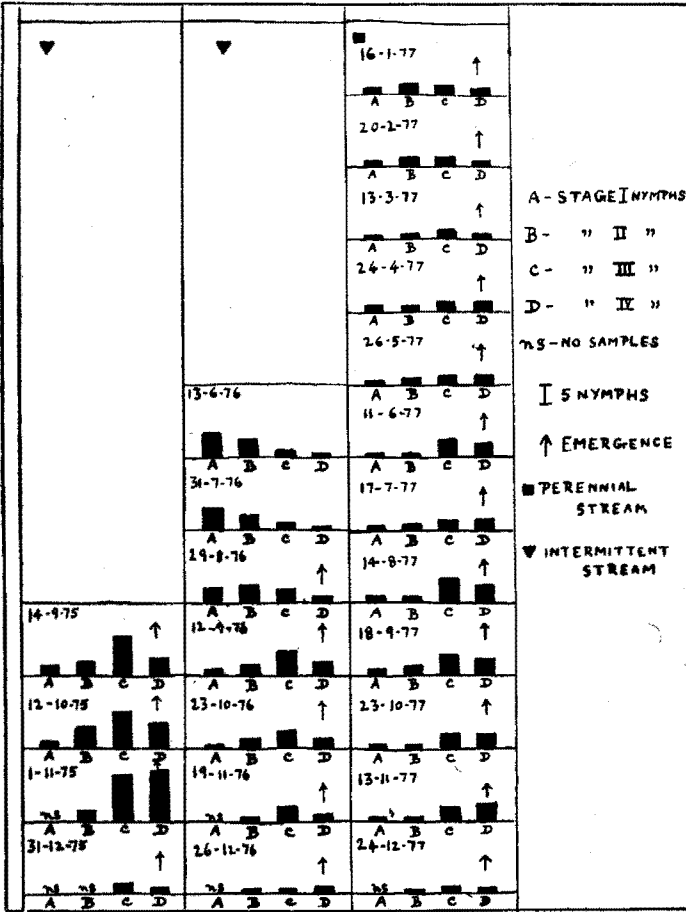 14-9-75
A B C D
12-10-75
A B C D
1-11-75
ns
A B C D
31-12-75
ns ns
A B C D
13-6-76
A B C D
31-7-76
A B C D
29-8-76
A B C D
12-9-76
A B C D
23-10-76
A B C D
19-11-76
ns
A B C D
26-12-76
ns
A B C D
16-1-77
A B C D
20-2-77
A B C D
13-3-77
A B C D
24-4-77
A B C D
26-5-77
A B C D
11-6-77
A B C D
17-7-77
A B C D
14-8-77
A B C D
18-9-77
A B C D
23-10-77
A B C D
13-11-77
A B C D
24-12-77
ns
A B C D
A - STAGE I NYMPHS
B - " II "
C - " III "
D - " IV "
ns - NO SAMPLES
5 NYMPHS
↑ EMERGENCE
■ PERENNIAL
STREAM
▼ INTERMITTENT
STREAM